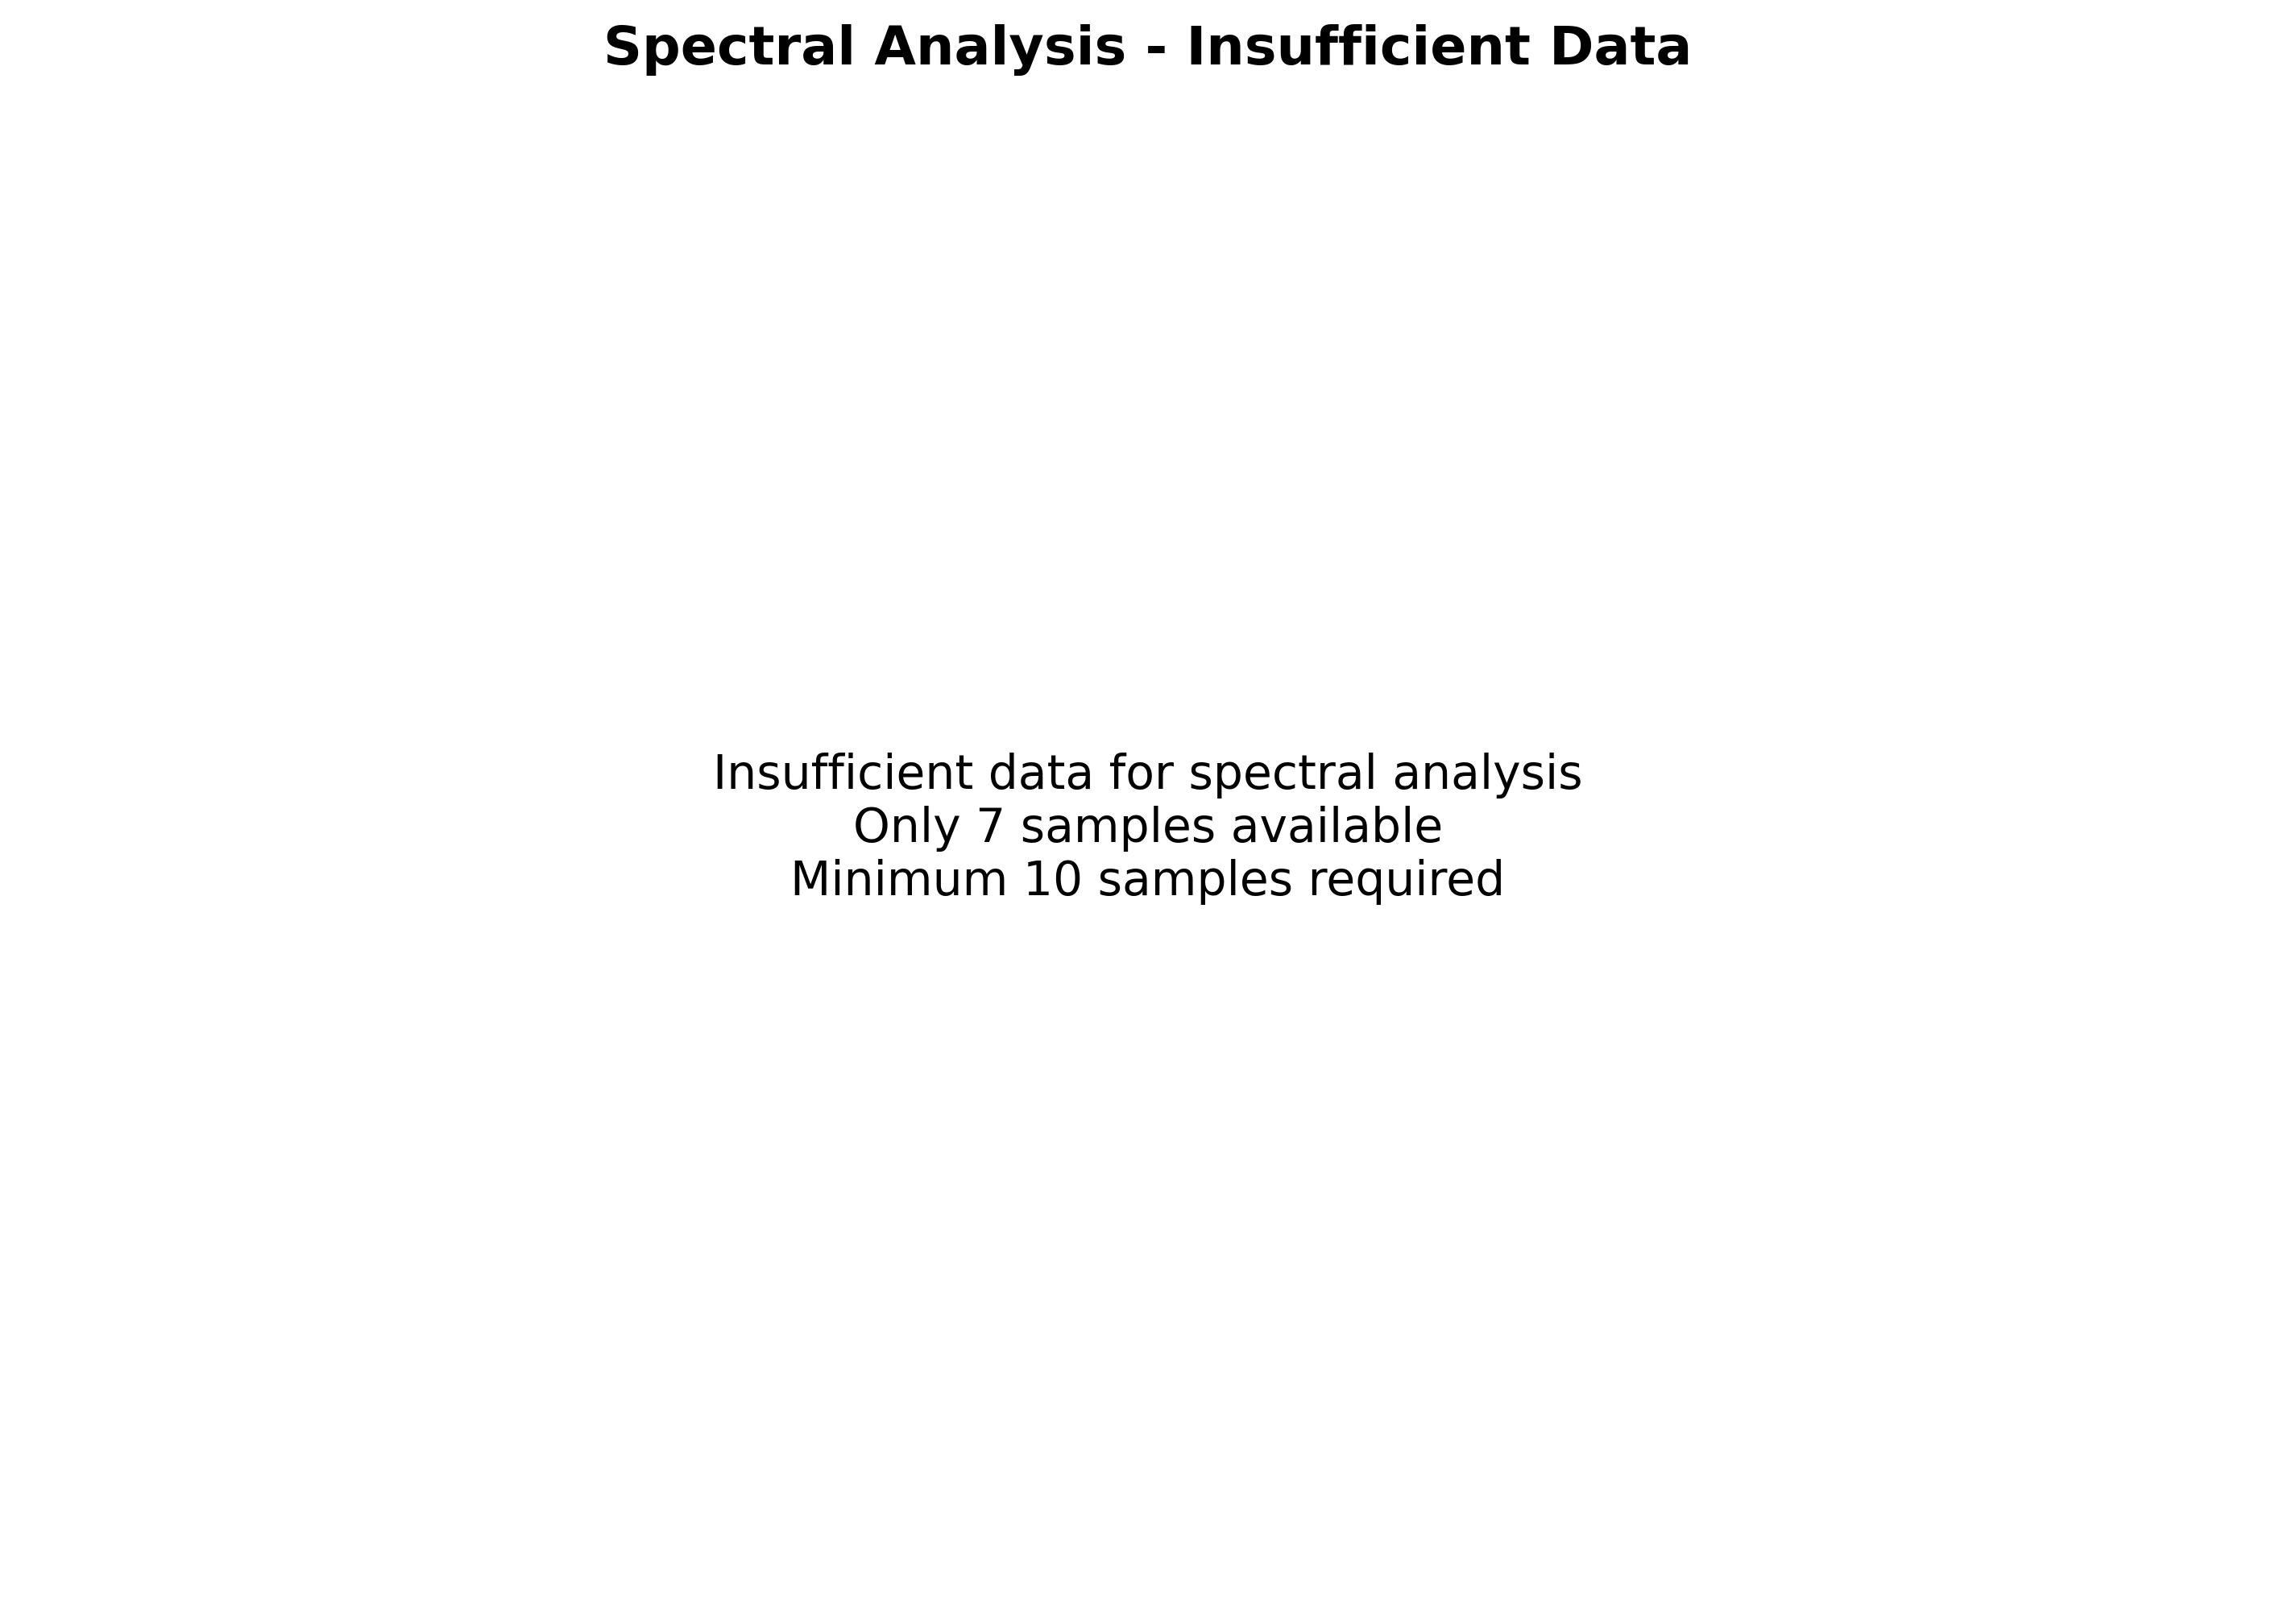 Spectral Analysis - Insufficient Data
Insufficient data for spectral analysis
Only 7 samples available
Minimum 10 samples required